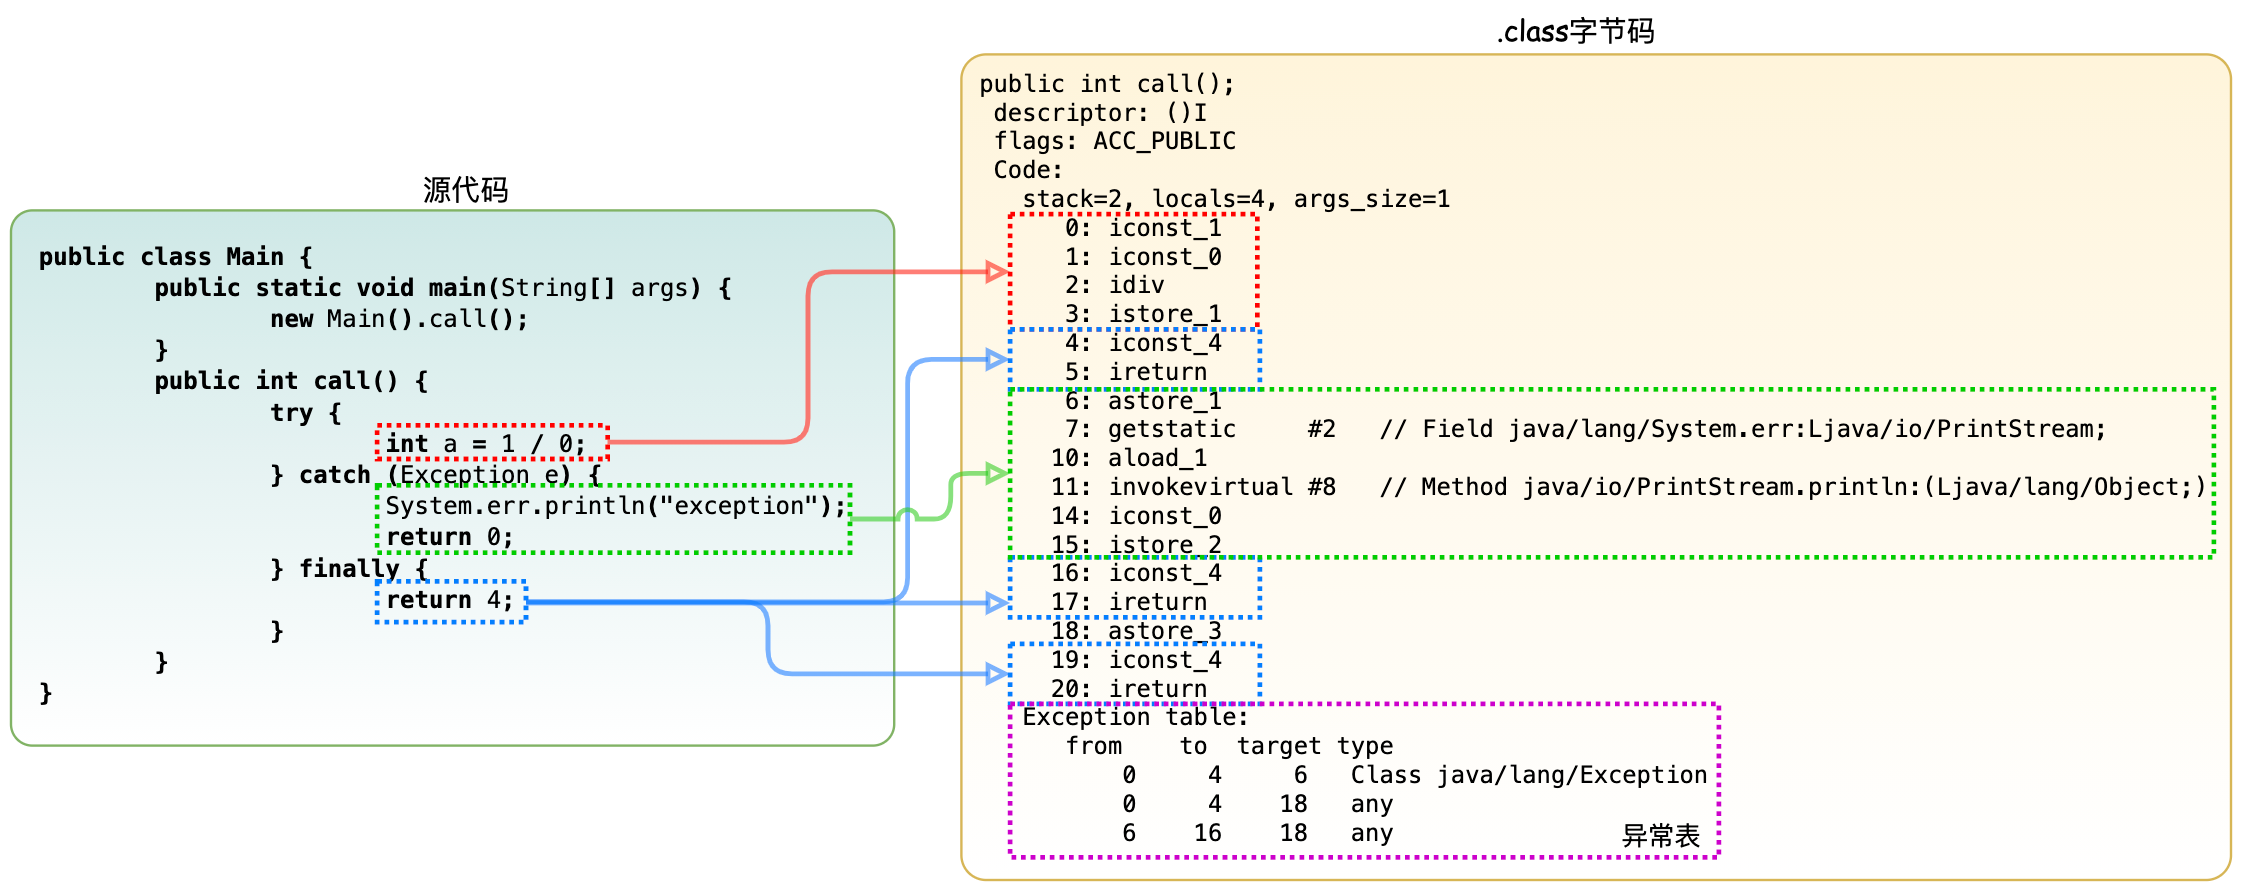 源代码
public class Main {
public static void main(String[] args) {
new Main().call();
}
public int call() {
try {
int a = 1 / 0;
} catch (Exception e) {
System.err.println("exception");
return 0;
} finally {
return 4;
}
}
}
.class字节码
public int call();
descriptor: ()I
flags: ACC_PUBLIC
Code:
stack=2, locals=4, args_size=1
0: iconst_1
1: iconst_0
2: idiv
3: istore_1
4: iconst_4
5: ireturn
6: astore_1
7: getstatic #2 // Field java/lang/System.err:Ljava/io/PrintStream;
10: aload_1
11: invokevirtual #8 // Method java/io/PrintStream.println:(Ljava/lang/Object;)
14: iconst_0
15: istore_2
16: iconst_4
17: ireturn
18: astore_3
19: iconst_4
20: ireturn
Exception table:
from to target type
0 4 6 Class java/lang/Exception
0 4 18 any
6 16 18 any
异常表